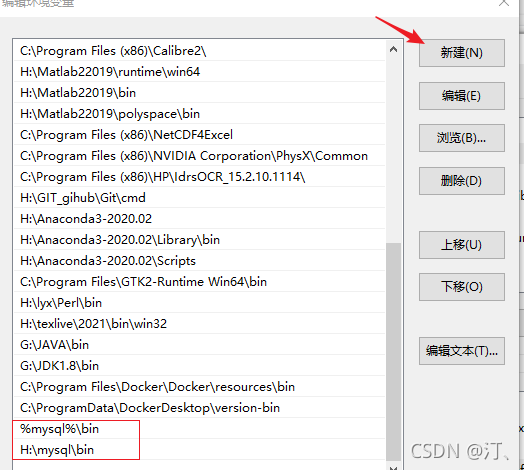 编辑环境变量
C:\Program Files (x86)\Calibre2\
H:\Matlab22019\runtime\win64
H:\Matlab22019\bin
H:\Matlab22019\polyspace\bin
C:\Program Files (x86)\NetCDF4Excel
C:\Program Files (x86)\NVIDIA Corporation\PhysX\Common
C:\Program Files (x86)\HP\IdrsOCR_15.2.10.1114\
H:\GIT_gihub\Git\cmd
H:\Anaconda3-2020.02
H:\Anaconda3-2020.02\Library\bin
H:\Anaconda3-2020.02\Scripts
C:\Program Files\GTK2-Runtime Win64\bin
H:\lyx\Perl\bin
H:\texlive\2021\bin\win32
G:\JAVA\bin
G:\JDK1.8\bin
C:\Program Files\Docker\Docker\resources\bin
C:\ProgramData\DockerDesktop\version-bin
%mysql%\bin
H:\mysql\bin
新建(N)
编辑(E)
浏览(B)...
删除(D)
上移(U)
下移(O)
编辑文本(T)...
CSDN @汀、